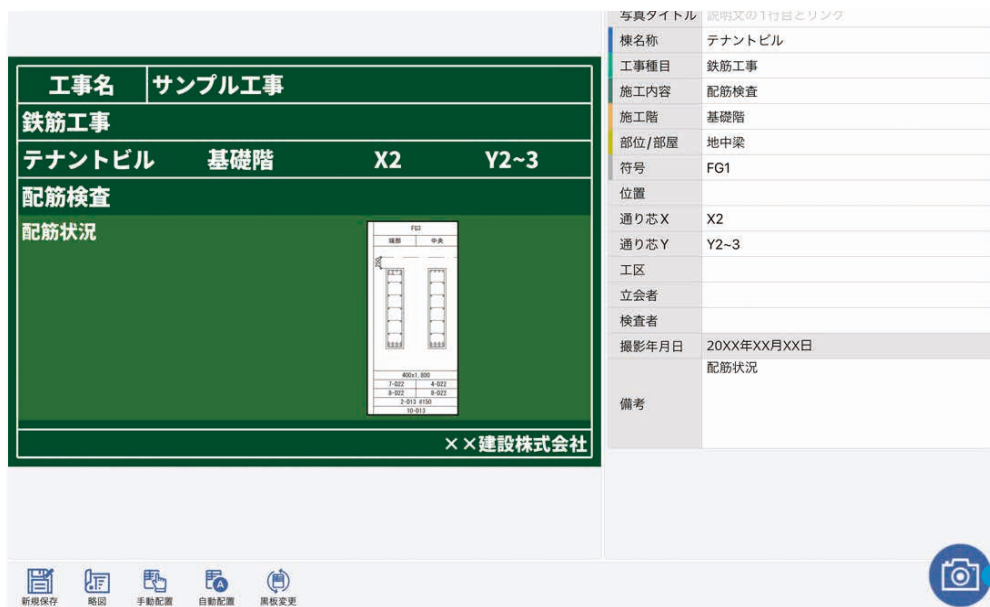 工事名 サンプル工事
鉄筋工事
テナントビル 基礎階 X2 Y2~3
配筋検査
配筋状況
FG3
端部 中央
200
400x1,800
7-D22 4-D22
8-D22 8-D22
2-D13 @150
10-D13
××建設株式会社
写真タイトル 説明文の1行目とリンク
棟名称 テナントビル
工事種目 鉄筋工事
施工内容 配筋検査
施工階 基礎階
部位/部屋 地中梁
符号 FG1
位置
通り芯X X2
通り芯Y Y2~3
工区
立会者
検査者
撮影年月日 20XX年XX月XX日
備考 配筋状況
新規保存 略図 手動配置 自動配置 黒板変更